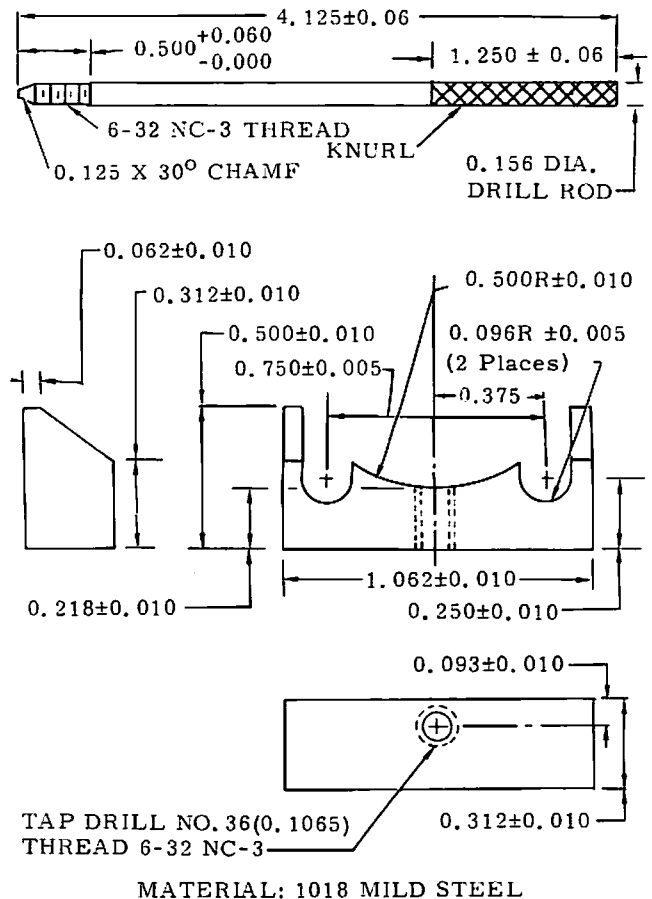 4.125±0.06
0.500 +0.060
-0.000
1.250 ± 0.06
6-32 NC-3 THREAD
KNURL
0.125 X 30° CHAMF
0.156 DIA.
DRILL ROD
0.062±0.010
0.312±0.010
0.500±0.010
0.750±0.005
0.500R±0.010
0.096R ±0.005
(2 Places)
0.375
1.062±0.010
0.218±0.010
0.250±0.010
0.093±0.010
TAP DRILL NO. 36(0.1065)
THREAD 6-32 NC-3
0.312±0.010
MATERIAL: 1018 MILD STEEL